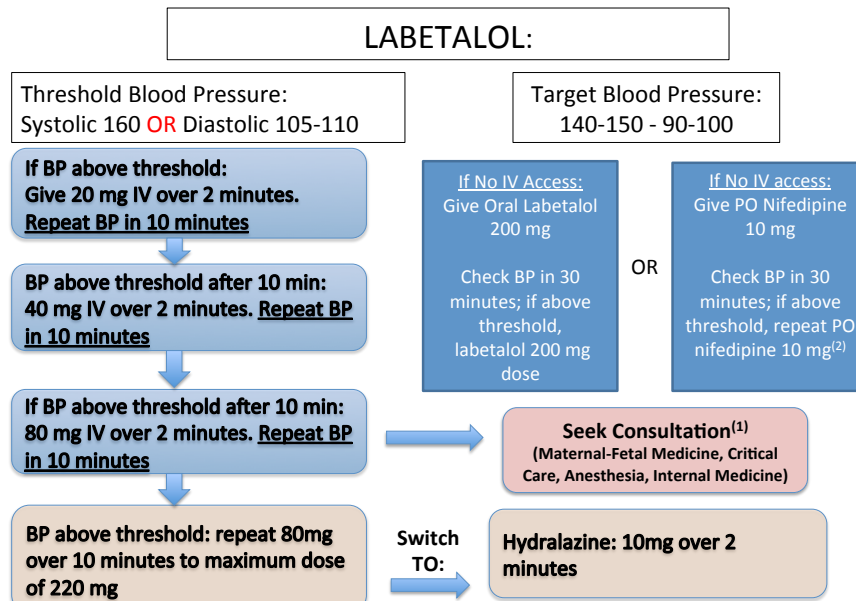 LABETALOL:
Threshold Blood Pressure:
Systolic 160 OR Diastolic 105-110
Target Blood Pressure:
140-150 - 90-100
If BP above threshold:
Give 20 mg IV over 2 minutes.
Repeat BP in 10 minutes
BP above threshold after 10 min:
40 mg IV over 2 minutes. Repeat BP
in 10 minutes
If BP above threshold after 10 min:
80 mg IV over 2 minutes. Repeat BP
in 10 minutes
BP above threshold: repeat 80mg
over 10 minutes to maximum dose
of 220 mg
If No IV Access:
Give Oral Labetalol
200 mg
Check BP in 30
minutes; if above
threshold,
labetalol 200 mg
dose
OR
If No IV access:
Give PO Nifedipine
10 mg
Check BP in 30
minutes; if above
threshold, repeat PO
nifedipine 10 mg(2)
Seek Consultation(1)
(Maternal-Fetal Medicine, Critical
Care, Anesthesia, Internal Medicine)
Switch
TO:
Hydralazine: 10mg over 2
minutes